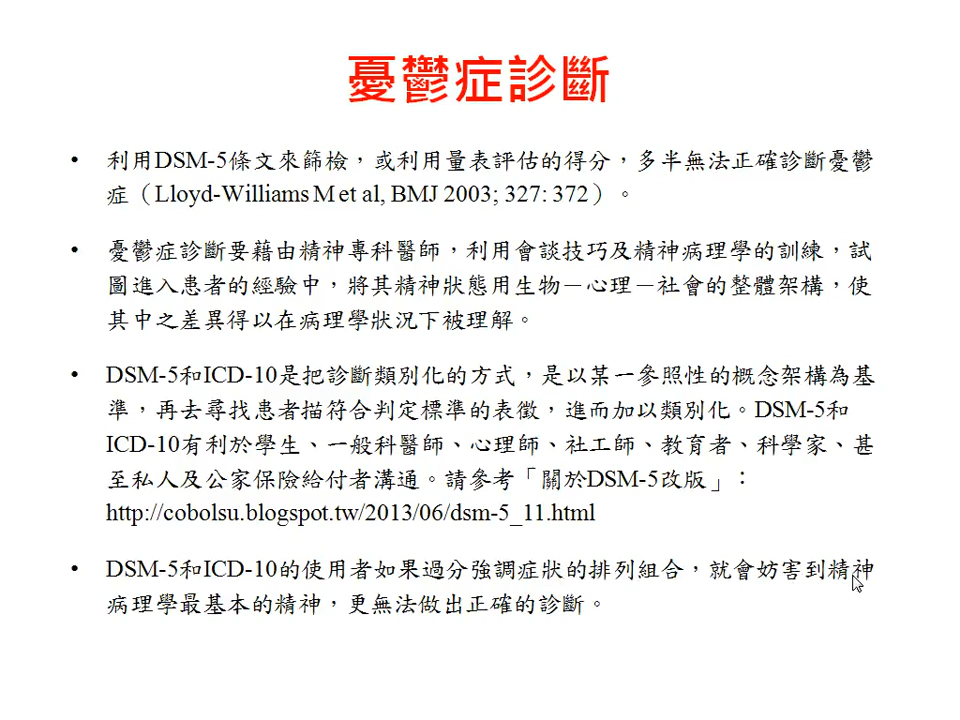 憂鬱症診斷
• 利用DSM-5條文來篩檢，或利用量表評估的得分，多半無法正確診斷憂鬱
症（Lloyd-Williams M et al, BMJ 2003; 327: 372）。
• 憂鬱症診斷要藉由精神專科醫師，利用會談技巧及精神病理學的訓練，試
圖進入患者的經驗中，將其精神狀態用生物－心理－社會的整體架構，使
其中之差異得以在病理學狀況下被理解。
• DSM-5和ICD-10是把診斷類別化的方式，是以某一參照性的概念架構為基
準，再去尋找患者描符合判定標準的表徵，進而加以類別化。DSM-5和
ICD-10有利於學生、一般科醫師、心理師、社工師、教育者、科學家、甚
至私人及公家保險給付者溝通。請參考「關於DSM-5改版」：
http://cobolsu.blogspot.tw/2013/06/dsm-5_11.html
• DSM-5和ICD-10的使用者如果過分強調症狀的排列組合，就會妨害到精神
病理學最基本的精神，更無法做出正確的診斷。